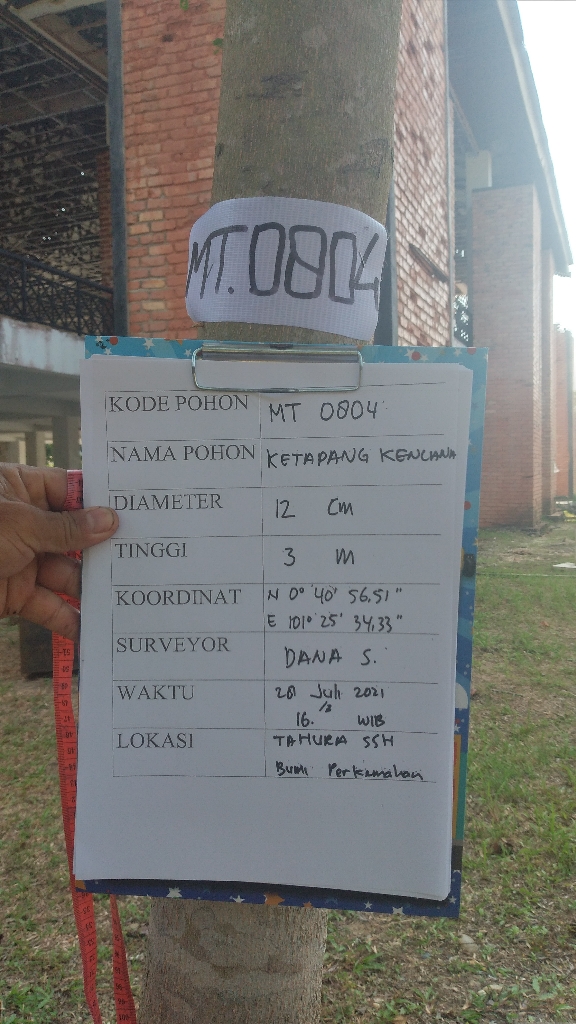 MT.0804
KODE POHON MT 0804
NAMA POHON KETAPANG KENCANA
DIAMETER 12 cm
TINGGI 3 m
KOORDINAT N 0° 40' 56,51"
E 101° 25' 34,33"
SURVEYOR DANA S.
WAKTU 28 Juli 2021
16. WIB
LOKASI TAHURA SSH
Bumi Perkemahan